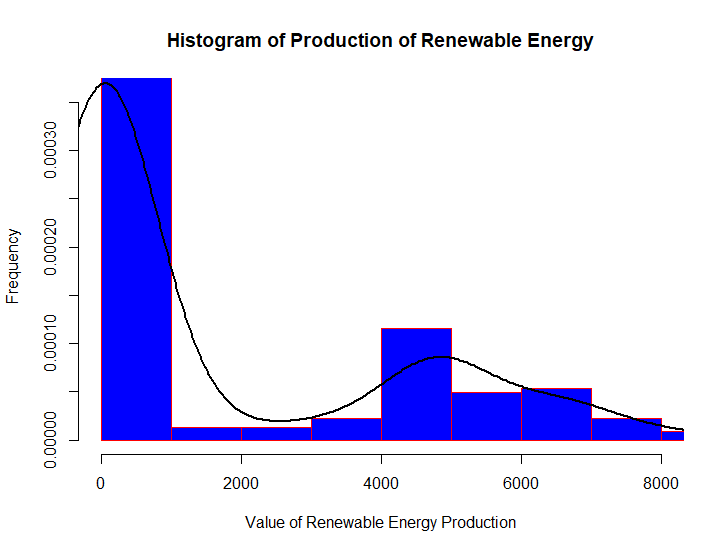 Histogram of Production of Renewable Energy
Frequency
0.00030
0.00020
0.00010
0.00000
0 2000 4000 6000 8000
Value of Renewable Energy Production